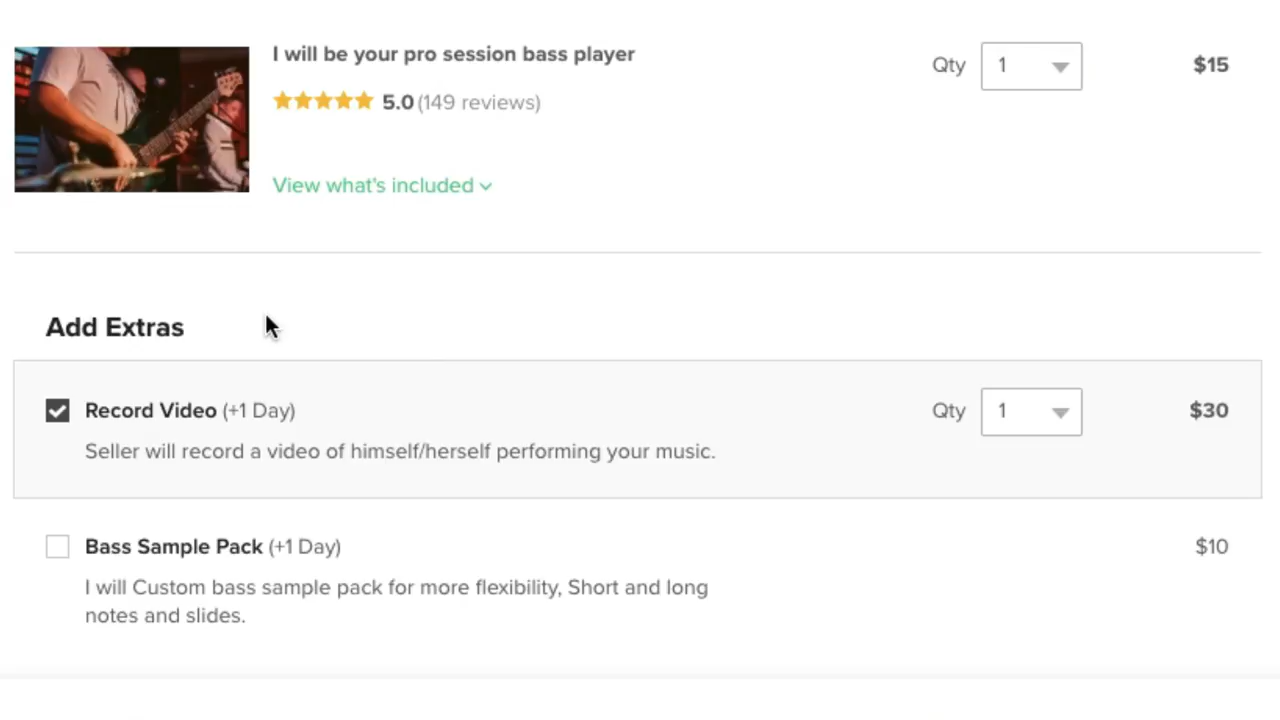 I will be your pro session bass player
Qty 1 $15
5.0 (149 reviews)
View what's included
Add Extras
Record Video (+1 Day) Qty 1 $30
Seller will record a video of himself/herself performing your music.
Bass Sample Pack (+1 Day) $10
I will Custom bass sample pack for more flexibility, Short and long
notes and slides.